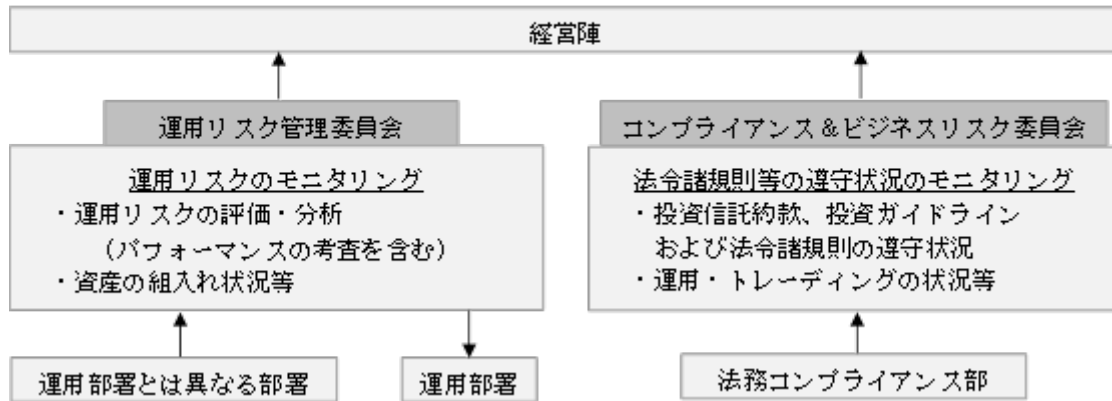 経営陣
運用リスク管理委員会
運用リスクのモニタリング
・運用リスクの評価・分析
（パフォーマンスの考査を含む）
・資産の組入れ状況等
運用部署とは異なる部署
運用部署
コンプライアンス＆ビジネスリスク委員会
法令諸規則等の遵守状況のモニタリング
・投資信託約款、投資ガイドライン
および法令諸規則の遵守状況
・運用・トレーディングの状況等
法務コンプライアンス部